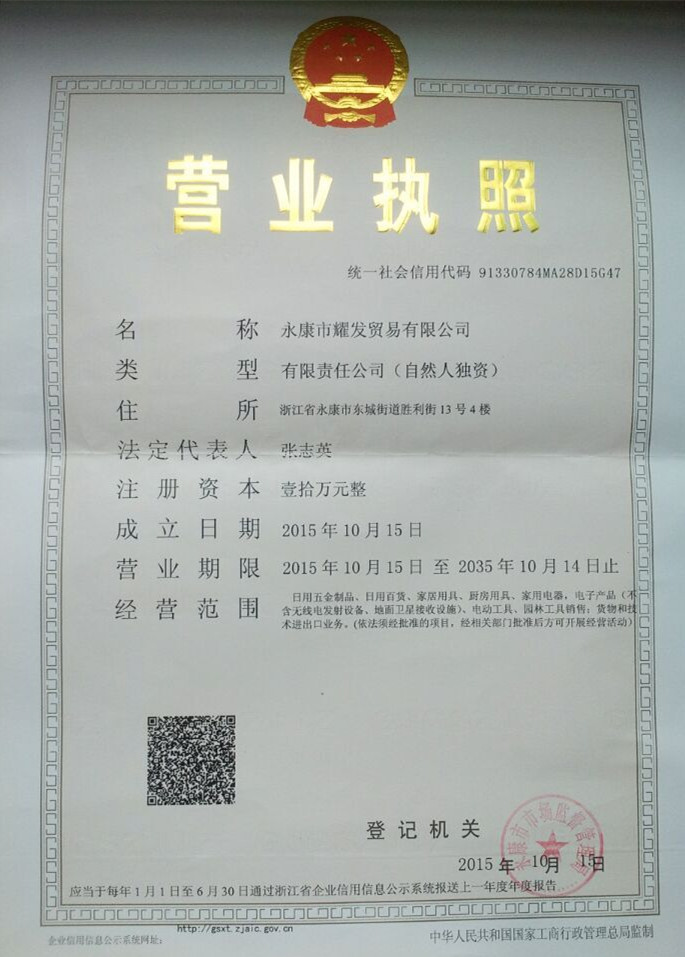 营业执照
统一社会信用代码 91330784MA28D15G47
名称 永康市耀发贸易有限公司
类型 有限责任公司（自然人独资）
住所 浙江省永康市东城街道胜利街13号4楼
法定代表人 张志英
注册资本 壹拾万元整
成立日期 2015年10月15日
营业期限 2015年10月15日至2035年10月14日止
经营范围 日用五金制品、日用百货、家居用具、厨房用具、家用电器，电子产品（不
含无线电发射设备、地面卫星接收设施）、电动工具、园林工具销售；货物和技
术进出口业务。(依法须经批准的项目，经相关部门批准后方可开展经营活动)
永康市市场监督管理局
登记机关
2015年10月15日
应当于每年1月1日至6月30日通过浙江省企业信用信息公示系统报送上一年度年度报告
企业信用信息公示系统网址： http://gsxt.zjaic.gov.cn
中华人民共和国国家工商行政管理总局监制